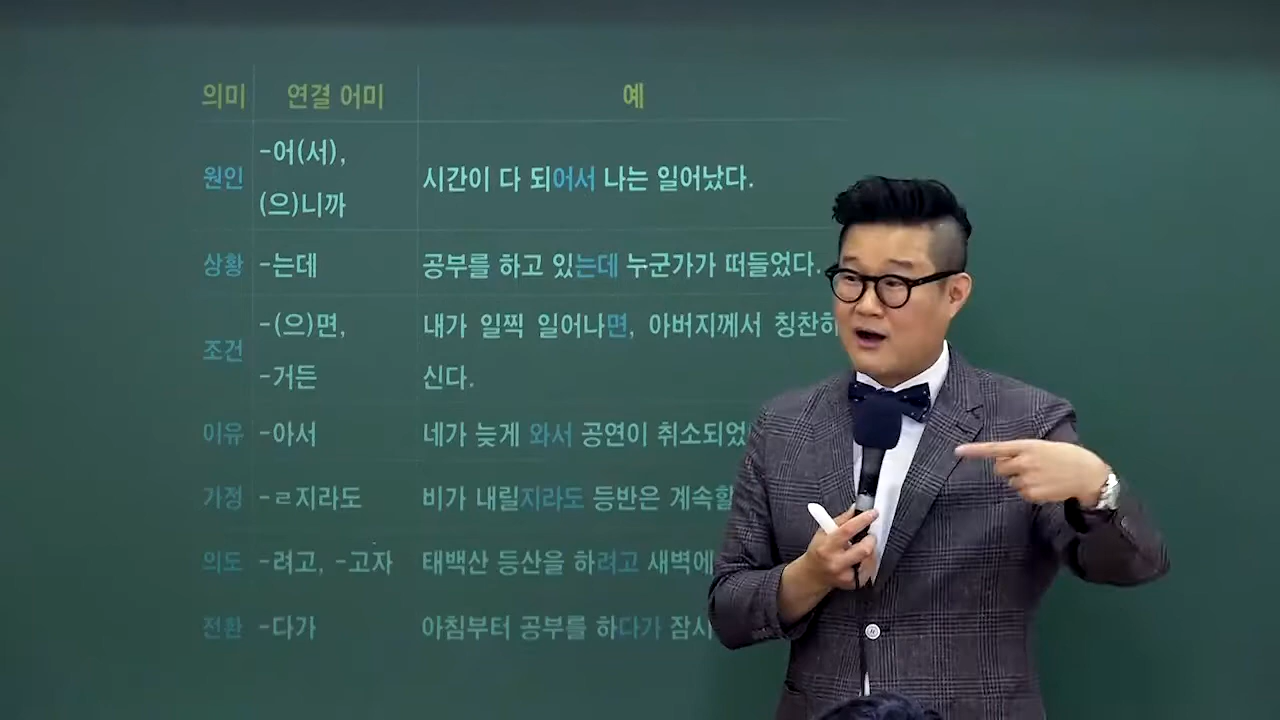 의미 연결 어미 예
원인 -어(서), (으)니까 시간이 다 되어서 나는 일어났다.
상황 -는데 공부를 하고 있는데 누군가가 떠들었다.
조건 -(으)면, -거든 내가 일찍 일어나면, 아버지께서 칭찬하
신다.
이유 -아서 네가 늦게 와서 공연이 취소되었
가정 -ㄹ지라도 비가 내릴지라도 등반은 계속할
의도 -려고, -고자 태백산 등산을 하려고 새벽에
전환 -다가 아침부터 공부를 하다가 잠시